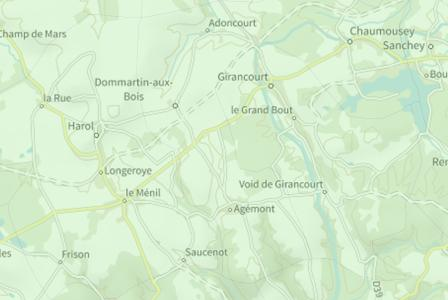 Adoncourt
Champ de Mars
Chaumousey
Sanchey
Girancourt
Dommartin-aux-
Bois
la Rue
le Grand Bout
Harol
Longeroye
Void de Girancourt
le Ménil
Agémont
Saucenot
Frison
D39